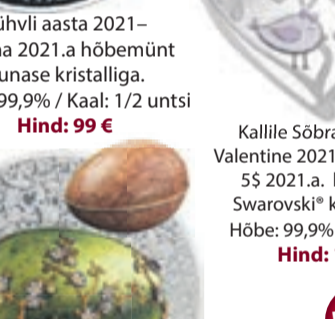 ühvli aasta 2021–
na 2021.a hõbemünt
unase kristalliga.
99,9% / Kaal: 1/2 untsi
Hind: 99 €
Kallile Sõbra
Valentine 2021
5$ 2021.a.
Swarovski® k
Hõbe: 99,9%
Hind: